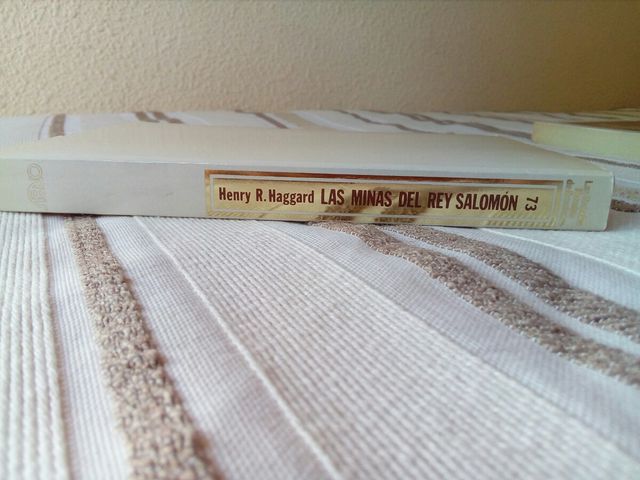 Henry R. Haggard LAS MINAS DEL REY SALOMÓN 73